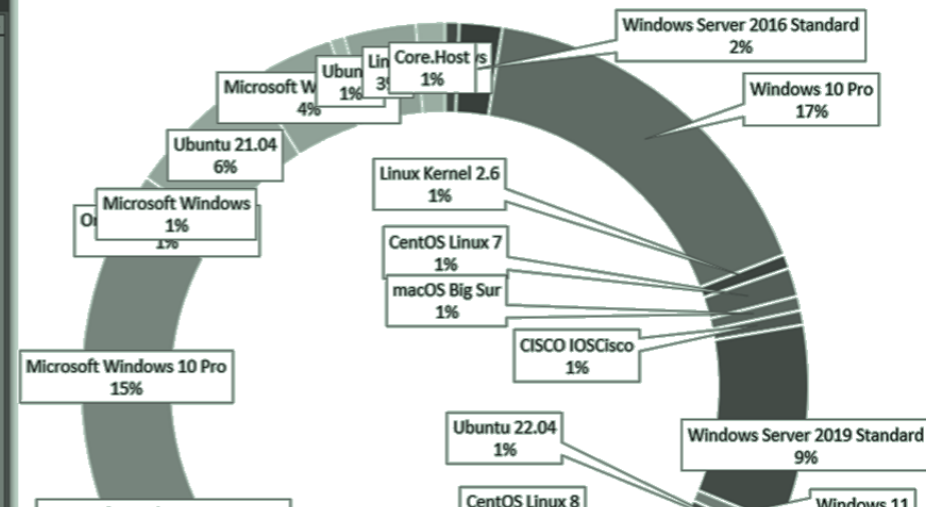 Windows Server 2016 Standard
2%
Windows 10 Pro
17%
Core.Host
1%
Lin
3%
Ubun
1%
Microsoft W
4%
Ubuntu 21.04
6%
Microsoft Windows
1%
1%
Linux Kernel 2.6
1%
CentOS Linux 7
1%
macOS Big Sur
1%
CISCO IOSCisco
1%
Microsoft Windows 10 Pro
15%
Ubuntu 22.04
1%
Windows Server 2019 Standard
9%
CentOS Linux 8
Windows 11